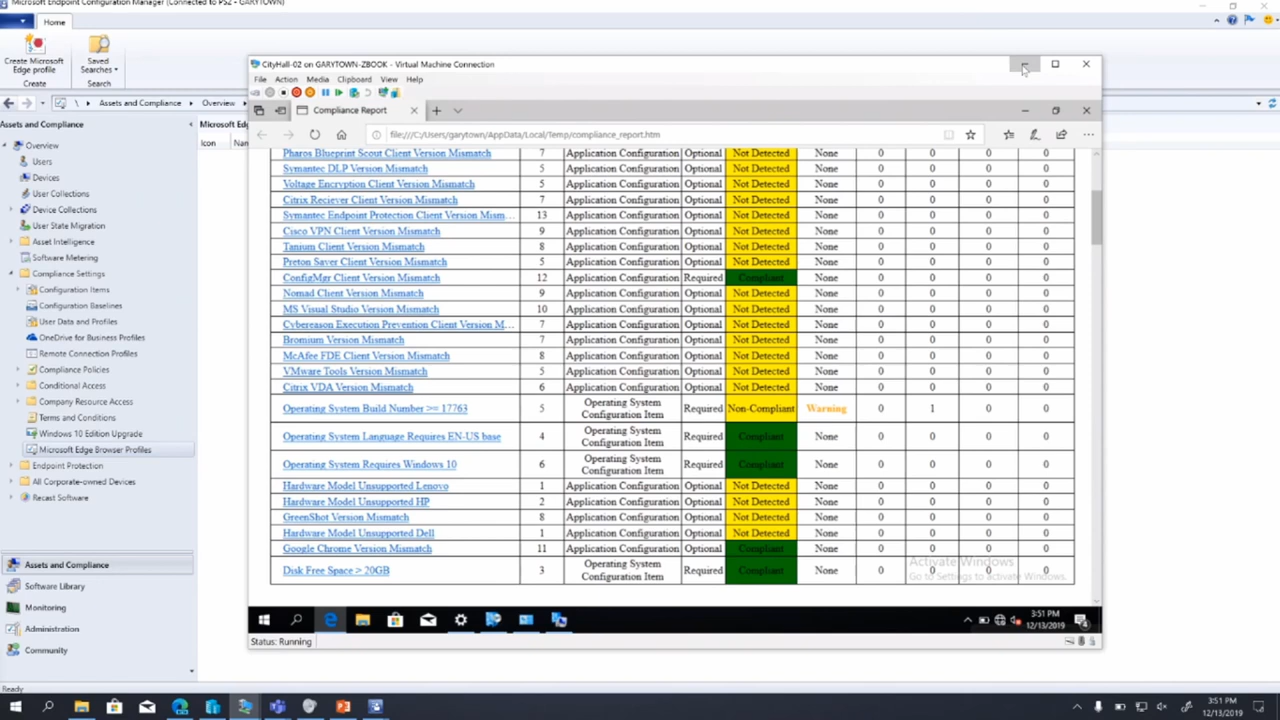 Microsoft Endpoint Configuration Manager (Connected to PS2 - GARYTOWN)
Home
Create Microsoft
Edge profile
Saved
Searches
Create
Search
\ Assets and Compliance Overview
Assets and Compliance
Overview
Users
Devices
User Collections
Device Collections
User State Migration
Asset Intelligence
Software Metering
Compliance Settings
Configuration Items
Configuration Baselines
User Data and Profiles
OneDrive for Business Profiles
Remote Connection Profiles
Compliance Policies
Conditional Access
Company Resource Access
Terms and Conditions
Windows 10 Edition Upgrade
Microsoft Edge Browser Profiles
Endpoint Protection
All Corporate-owned Devices
Recast Software
Assets and Compliance
Software Library
Monitoring
Administration
Community
Ready
Microsoft Ed
Icon Nam
CityHall-02 on GARYTOWN-ZBOOK - Virtual Machine Connection
File Action Media Clipboard View Help
Compliance Report
file:///C:/Users/garytown/AppData/Local/Temp/compliance_report.htm
Pharos Blueprint Scout Client Version Mismatch 7 Application Configuration Optional Not Detected None 0 0 0 0
Symantec DLP Version Mismatch 5 Application Configuration Optional Not Detected None 0 0 0 0
Voltage Encryption Client Version Mismatch 5 Application Configuration Optional Not Detected None 0 0 0 0
Citrix Reciever Client Version Mismatch 7 Application Configuration Optional Not Detected None 0 0 0 0
Symantec Endpoint Protection Client Version Mism... 13 Application Configuration Optional Not Detected None 0 0 0 0
Cisco VPN Client Version Mismatch 9 Application Configuration Optional Not Detected None 0 0 0 0
Tanium Client Version Mismatch 8 Application Configuration Optional Not Detected None 0 0 0 0
Preton Saver Client Version Mismatch 5 Application Configuration Optional Not Detected None 0 0 0 0
ConfigMgr Client Version Mismatch 12 Application Configuration Required Compliant None 0 0 0 0
Nomad Client Version Mismatch 9 Application Configuration Optional Not Detected None 0 0 0 0
MS Visual Studio Version Mismatch 10 Application Configuration Optional Not Detected None 0 0 0 0
Cybereason Execution Prevention Client Version M... 7 Application Configuration Optional Not Detected None 0 0 0 0
Bromium Version Mismatch 7 Application Configuration Optional Not Detected None 0 0 0 0
McAfee FDE Client Version Mismatch 8 Application Configuration Optional Not Detected None 0 0 0 0
VMware Tools Version Mismatch 5 Application Configuration Optional Not Detected None 0 0 0 0
Citrix VDA Version Mismatch 6 Application Configuration Optional Not Detected None 0 0 0 0
Operating System Build Number >= 17763 5 Operating System Configuration Item Required Non-Compliant Warning 0 1 0 0
Operating System Language Requires EN-US base 4 Operating System Configuration Item Required Compliant None 0 0 0 0
Operating System Requires Windows 10 6 Operating System Configuration Item Required Compliant None 0 0 0 0
Hardware Model Unsupported Lenovo 1 Application Configuration Optional Not Detected None 0 0 0 0
Hardware Model Unsupported HP 2 Application Configuration Optional Not Detected None 0 0 0 0
GreenShot Version Mismatch 8 Application Configuration Optional Not Detected None 0 0 0 0
Hardware Model Unsupported Dell 1 Application Configuration Optional Not Detected None 0 0 0 0
Google Chrome Version Mismatch 11 Application Configuration Optional Compliant None 0 0 0 0
Disk Free Space > 20GB 3 Operating System Configuration Item Required Compliant None 0 0 0 0
Activate Windows
Go to Settings to activate Windows.
3:51 PM
12/13/2019
Status: Running
3:51 PM
12/13/2019